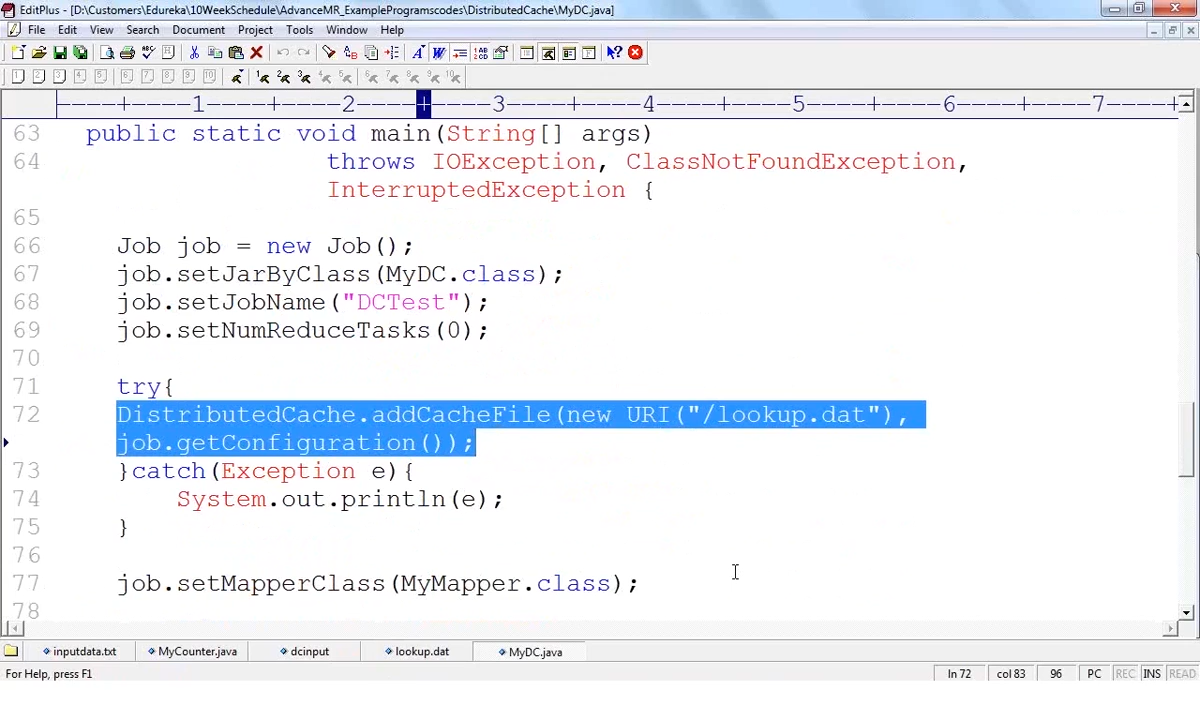 EditPlus - [D:\Customers\Edureka\10WeekSchedule\AdvanceMR_ExampleProgramscodes\DistributedCache\MyDC.java]
File Edit View Search Document Project Tools Window Help
----+----1----+----2----+----3----+----4----+----5----+----6----+----7----+
63 public static void main(String[] args)
64 throws IOException, ClassNotFoundException,
InterruptedException {
65
66 Job job = new Job();
67 job.setJarByClass(MyDC.class);
68 job.setJobName("DCTest");
69 job.setNumReduceTasks(0);
70
71 try{
72 DistributedCache.addCacheFile(new URI("/lookup.dat"),
job.getConfiguration());
73 }catch(Exception e){
74 System.out.println(e);
75 }
76
77 job.setMapperClass(MyMapper.class);
78
inputdata.txt MyCounter.java dcinput lookup.dat MyDC.java
For Help, press F1 ln 72 col 83 96 PC REC INS READ